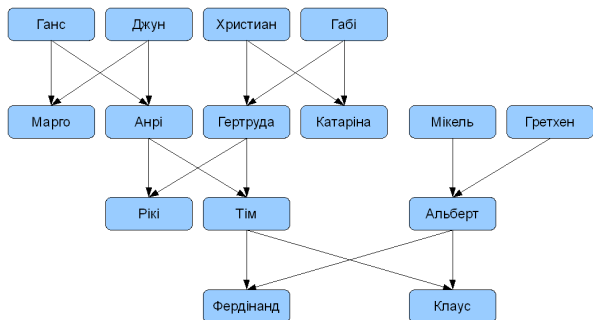 Ганс
Джун
Христиан
Габі
Марго
Анрі
Гертруда
Катаріна
Мікель
Гретхен
Рікі
Тім
Альберт
Фердінанд
Клаус